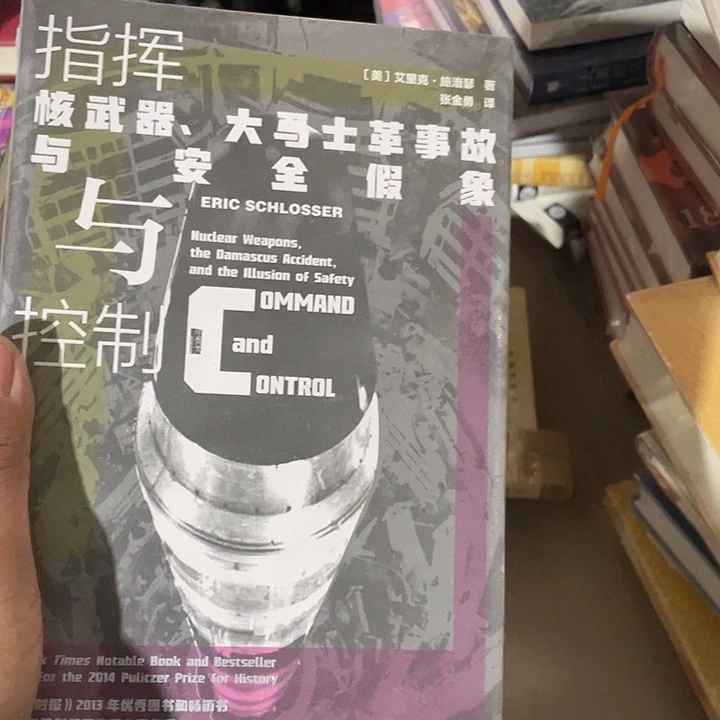 指挥
[美] 艾里克·施洛瑟 著
张金勇 译
核武器、大马士革事故
与安全假象
与
ERIC SCHLOSSER
Nuclear Weapons,
the Damascus Accident,
and the Illusion of Safety
COMMAND
and
CONTROL
控制
Times Notable Book and Bestseller
for the 2014 Pulitzer Prize for History
时报》2013 年优秀图书和畅销书